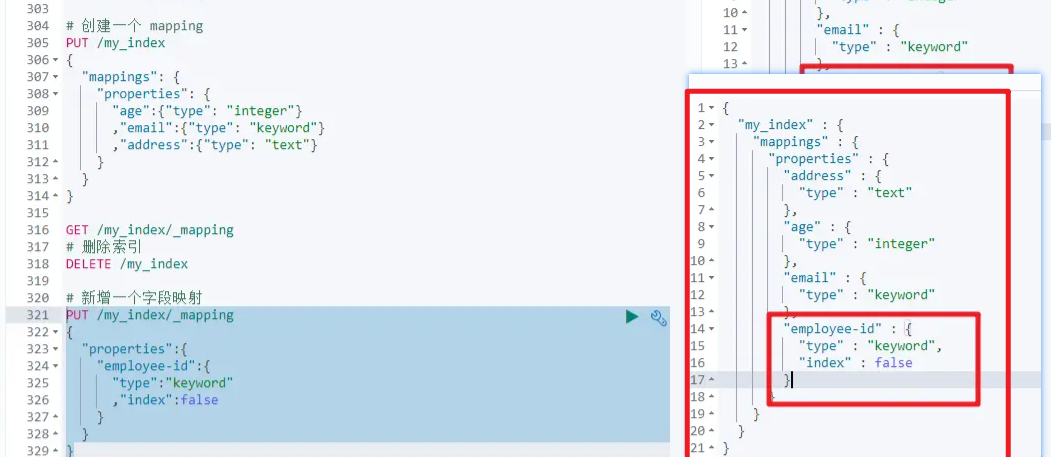 303
304 # 创建一个 mapping
305 PUT /my_index
306 {
307 "mappings": {
308 "properties": {
309 "age":{"type": "integer"}
310 ,"email":{"type": "keyword"}
311 ,"address":{"type": "text"}
312 }
313 }
314 }
315
316 GET /my_index/_mapping
317 # 删除索引
318 DELETE /my_index
319
320 # 新增一个字段映射
321 PUT /my_index/_mapping
322 {
323 "properties":{
324 "employee-id":{
325 "type":"keyword"
326 ,"index":false
327 }
328 }
329 }
10 },
11 "email" : {
12 "type" : "keyword"
13 },
1 {
2 "my_index" : {
3 "mappings" : {
4 "properties" : {
5 "address" : {
6 "type" : "text"
7 },
8 "age" : {
9 "type" : "integer"
10 },
11 "email" : {
12 "type" : "keyword"
13 },
14 "employee-id" : {
15 "type" : "keyword",
16 "index" : false
17 }
18 }
19 }
20 }
21 }